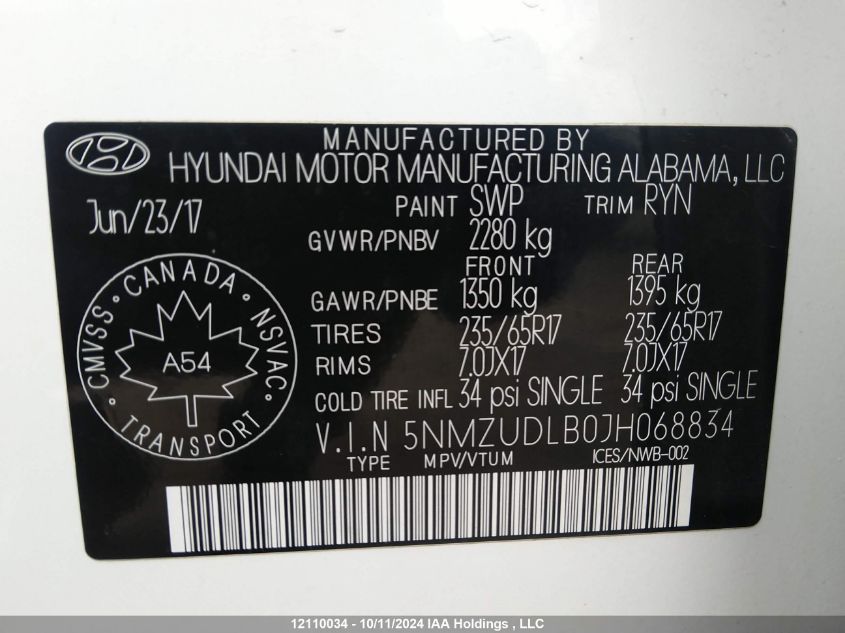 MANUFACTURED BY
HYUNDAI MOTOR MANUFACTURING ALABAMA, LLC
Jun/23/17
PAINT SWP TRIM RYN
GVWR/PNBV 2280 kg
FRONT REAR
GAWR/PNBE 1350 kg 1395 kg
TIRES 235/65R17 235/65R17
RIMS 7.0JX17 7.0JX17
COLD TIRE INFL 34 psi SINGLE 34 psi SINGLE
V.I.N 5NMZUDLB0JH068834
TYPE MPV/VTUM ICES/NWB-002
CMVSS • CANADA • NSVAC •
A54
TRANSPORT
12110034 - 10/11/2024 IAA Holdings , LLC